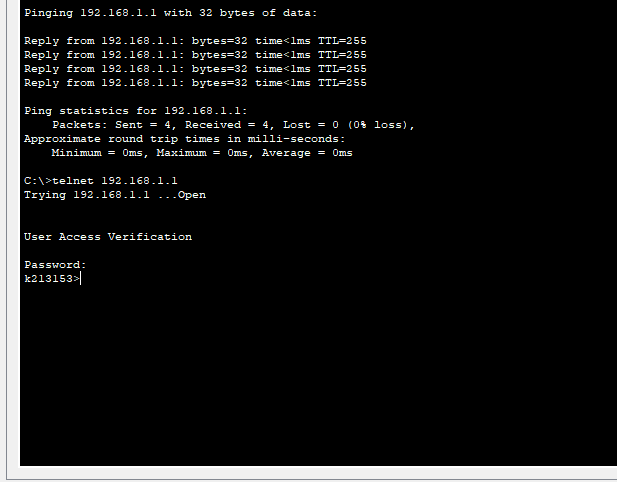 Pinging 192.168.1.1 with 32 bytes of data:
Reply from 192.168.1.1: bytes=32 time<1ms TTL=255
Reply from 192.168.1.1: bytes=32 time<1ms TTL=255
Reply from 192.168.1.1: bytes=32 time<1ms TTL=255
Reply from 192.168.1.1: bytes=32 time<1ms TTL=255
Ping statistics for 192.168.1.1:
Packets: Sent = 4, Received = 4, Lost = 0 (0% loss),
Approximate round trip times in milli-seconds:
Minimum = 0ms, Maximum = 0ms, Average = 0ms
C:\>telnet 192.168.1.1
Trying 192.168.1.1 ...Open
User Access Verification
Password:
k213153>